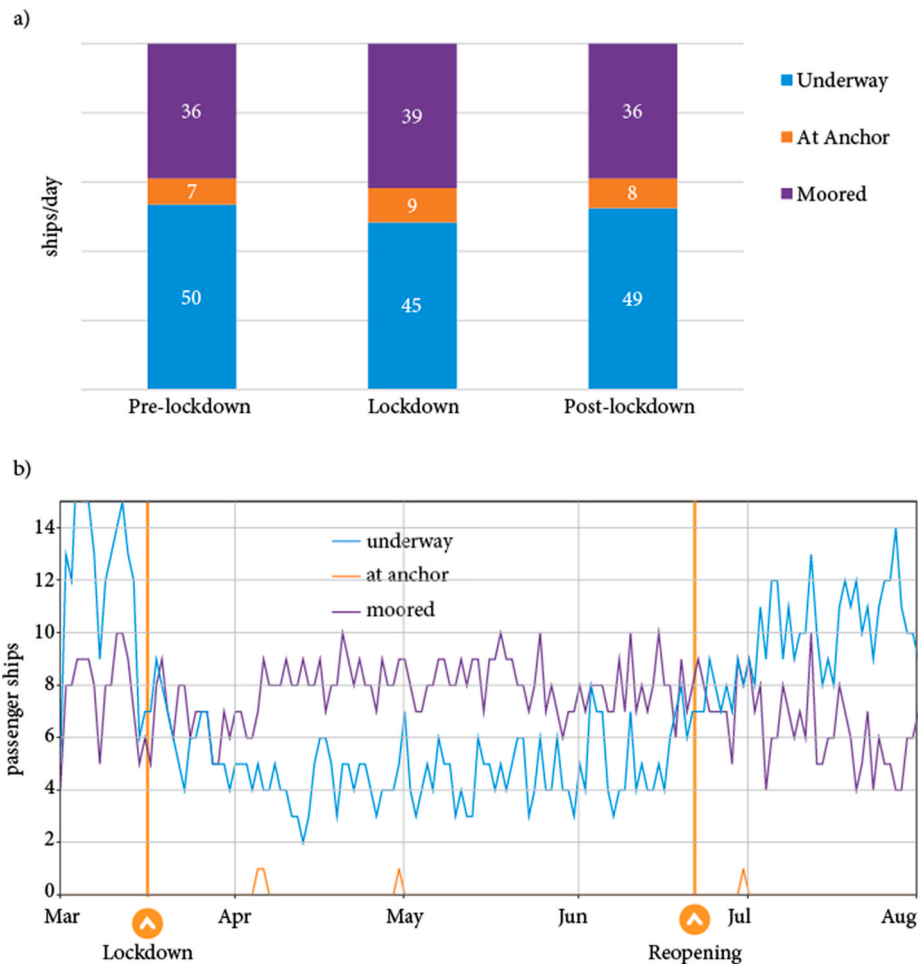 a)
36
39
36
7
9
8
50
45
49
ships/day
Pre-lockdown
Lockdown
Post-lockdown
Underway
At Anchor
Moored
b)
14
12
10
8
6
4
2
0
passenger ships
underway
at anchor
moored
Mar
Apr
May
Jun
Jul
Aug
Lockdown
Reopening